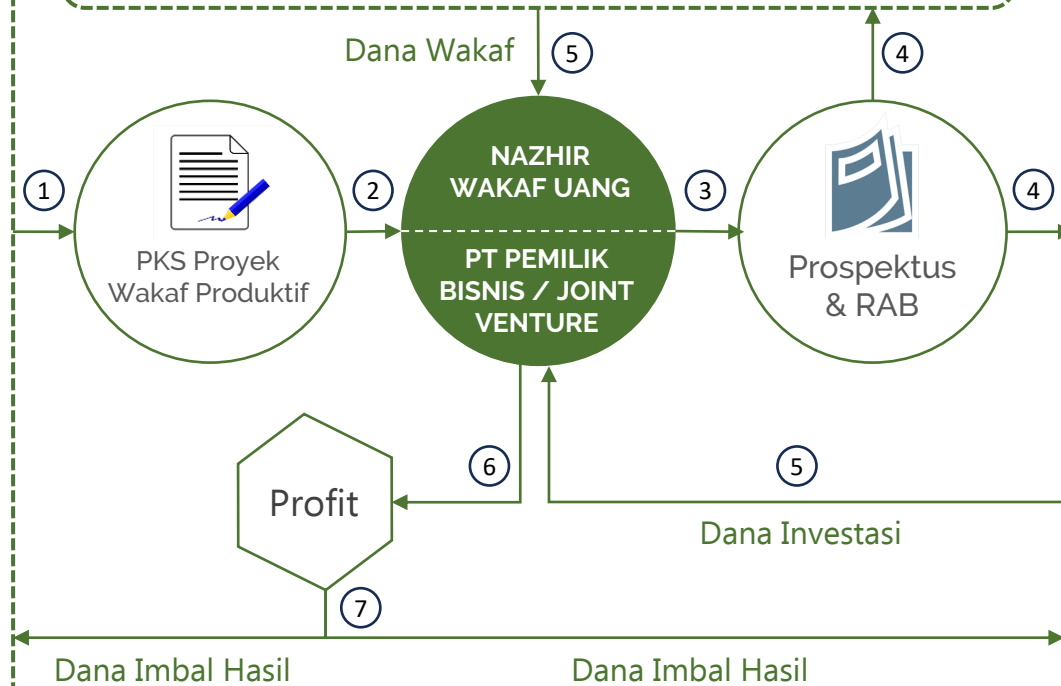 Dana Wakaf
5
4
1
PKS Proyek
Wakaf Produktif
2
NAZHIR
WAKAF UANG
PT PEMILIK
BISNIS / JOINT
VENTURE
3
Prospektus
& RAB
4
Profit
6
5
Dana Investasi
7
Dana Imbal Hasil
Dana Imbal Hasil